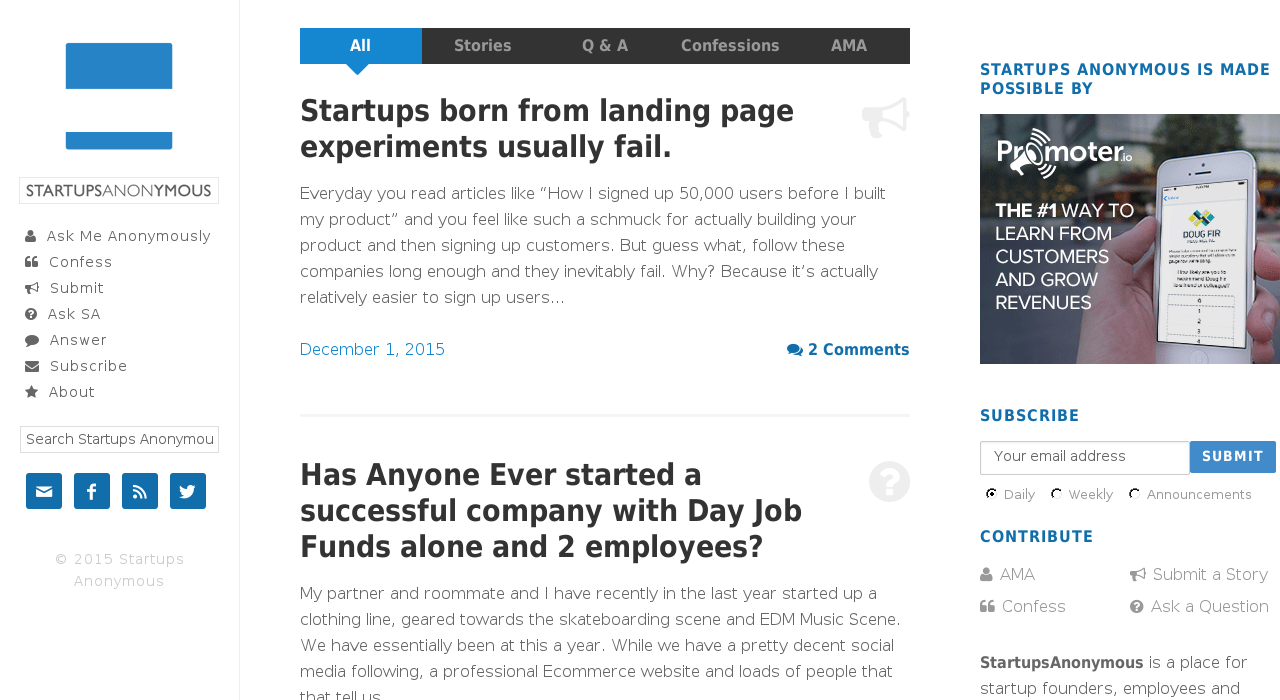 STARTUPSANONYMOUS
Ask Me Anonymously
Confess
Submit
Ask SA
Answer
Subscribe
About
Search Startups Anonymou
© 2015 Startups
Anonymous
All
Stories
Q & A
Confessions
AMA
Startups born from landing page
experiments usually fail.
Everyday you read articles like “How I signed up 50,000 users before I built
my product” and you feel like such a schmuck for actually building your
product and then signing up customers. But guess what, follow these
companies long enough and they inevitably fail. Why? Because it’s actually
relatively easier to sign up users…
December 1, 2015
2 Comments
Has Anyone Ever started a
successful company with Day Job
Funds alone and 2 employees?
My partner and roommate and I have recently in the last year started up a
clothing line, geared towards the skateboarding scene and EDM Music Scene.
We have essentially been at this a year. While we have a pretty decent social
media following, a professional Ecommerce website and loads of people that
that tell us
STARTUPS ANONYMOUS IS MADE
POSSIBLE BY
Promoter.io
THE #1 WAY TO
LEARN FROM
CUSTOMERS
AND GROW
REVENUES
DOUG FIR
SUBSCRIBE
Your email address
SUBMIT
Daily
Weekly
Announcements
CONTRIBUTE
AMA
Submit a Story
Confess
Ask a Question
StartupsAnonymous is a place for
startup founders, employees and